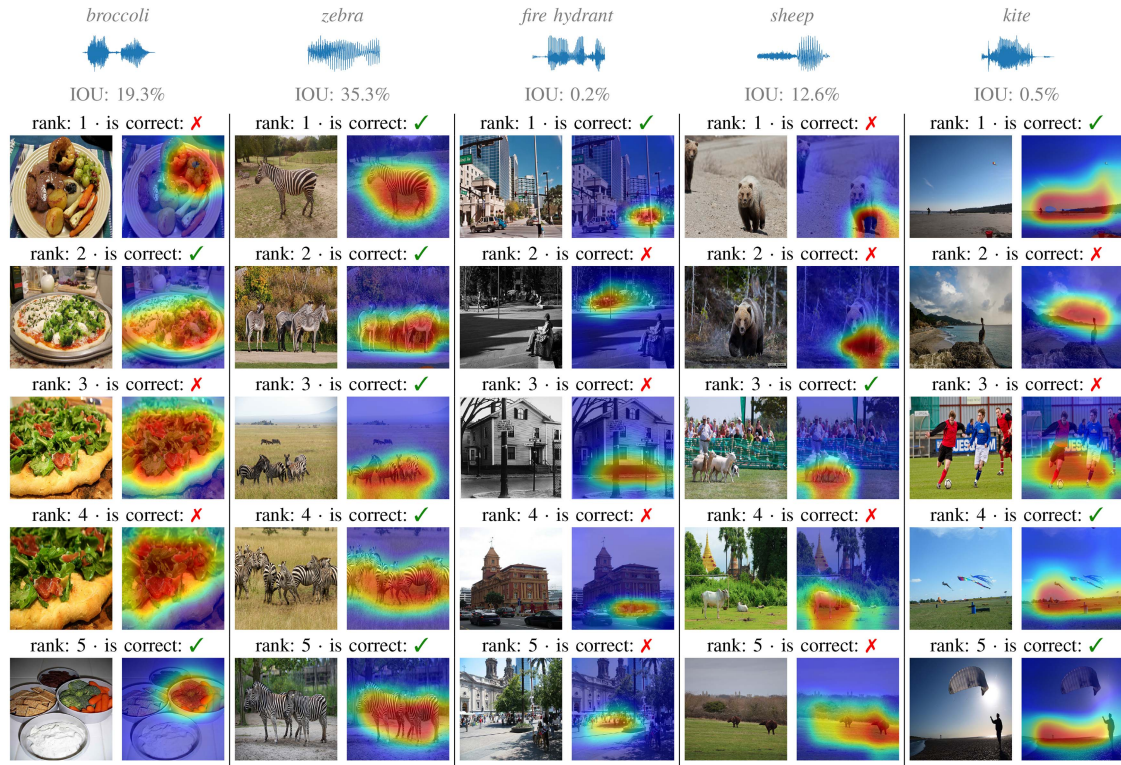 broccoli zebra fire hydrant sheep kite
IOU: 19.3% IOU: 35.3% IOU: 0.2% IOU: 12.6% IOU: 0.5%
rank: 1 · is correct: ✗ rank: 1 · is correct: ✓ rank: 1 · is correct: ✓ rank: 1 · is correct: ✗ rank: 1 · is correct: ✓
rank: 2 · is correct: ✓ rank: 2 · is correct: ✓ rank: 2 · is correct: ✗ rank: 2 · is correct: ✗ rank: 2 · is correct: ✗
rank: 3 · is correct: ✗ rank: 3 · is correct: ✓ rank: 3 · is correct: ✗ rank: 3 · is correct: ✓ rank: 3 · is correct: ✗
rank: 4 · is correct: ✗ rank: 4 · is correct: ✓ rank: 4 · is correct: ✗ rank: 4 · is correct: ✗ rank: 4 · is correct: ✓
rank: 5 · is correct: ✓ rank: 5 · is correct: ✓ rank: 5 · is correct: ✗ rank: 5 · is correct: ✗ rank: 5 · is correct: ✓